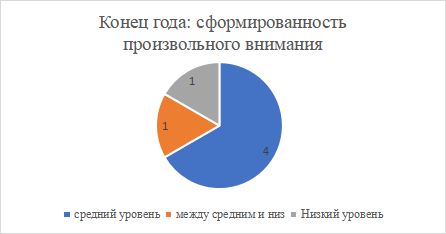 Конец года: сформированность
произвольного внимания
1
1
4
средний уровень между средним и низ Низкий уровень